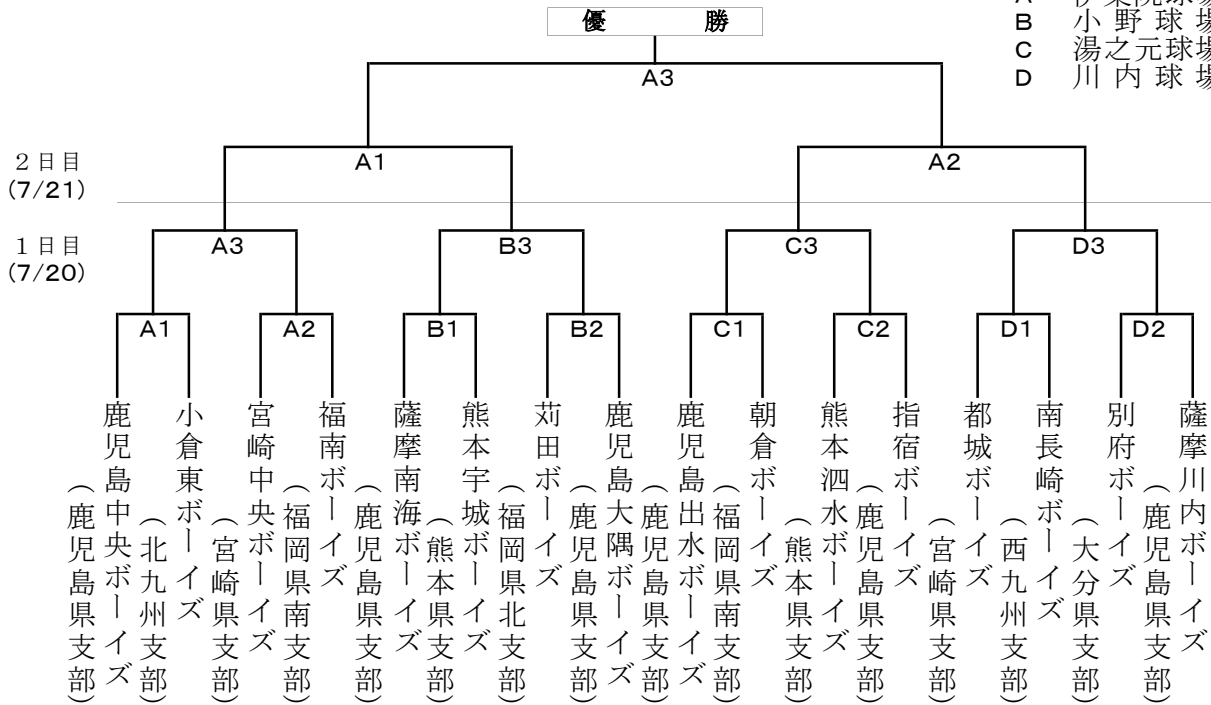 優　　　勝
A　伊集院球場
B　小 野 球 場
C　湯之元球場
D　川 内 球 場
A3
2日目
(7/21)
A1
A2
1日目
(7/20)
A3
B3
C3
D3
A1
A2
B1
B2
C1
C2
D1
D2
鹿児島中央ボーイズ
（鹿児島県支部）
小倉東ボーイズ
（北九州支部）
宮崎中央ボーイズ
（宮崎県支部）
福南ボーイズ
（福岡県南支部）
薩摩南海ボーイズ
（鹿児島県支部）
熊本宇城ボーイズ
（熊本県支部）
苅田ボーイズ
（福岡県北支部）
鹿児島大隅ボーイズ
（鹿児島県支部）
鹿児島出水ボーイズ
（鹿児島県支部）
朝倉ボーイズ
（福岡県南支部）
熊本泗水ボーイズ
（熊本県支部）
指宿ボーイズ
（鹿児島県支部）
都城ボーイズ
（宮崎県支部）
南長崎ボーイズ
（西九州支部）
別府ボーイズ
（大分県支部）
薩摩川内ボーイズ
（鹿児島県支部）